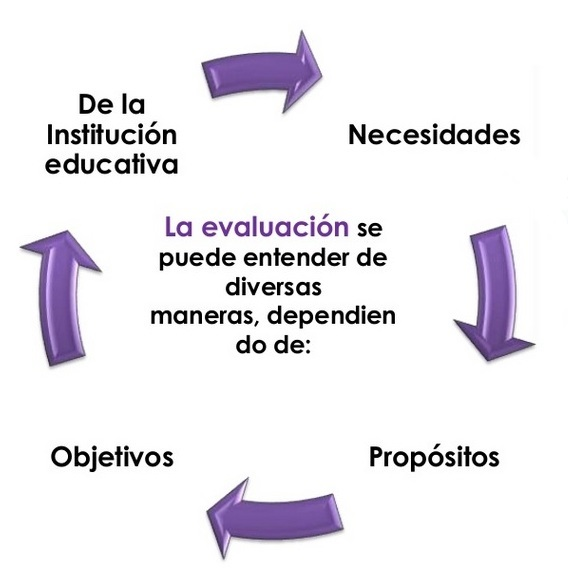 De la
Institución
educativa
Necesidades
La evaluación se
puede entender de
diversas
maneras, dependien
do de:
Objetivos
Propósitos